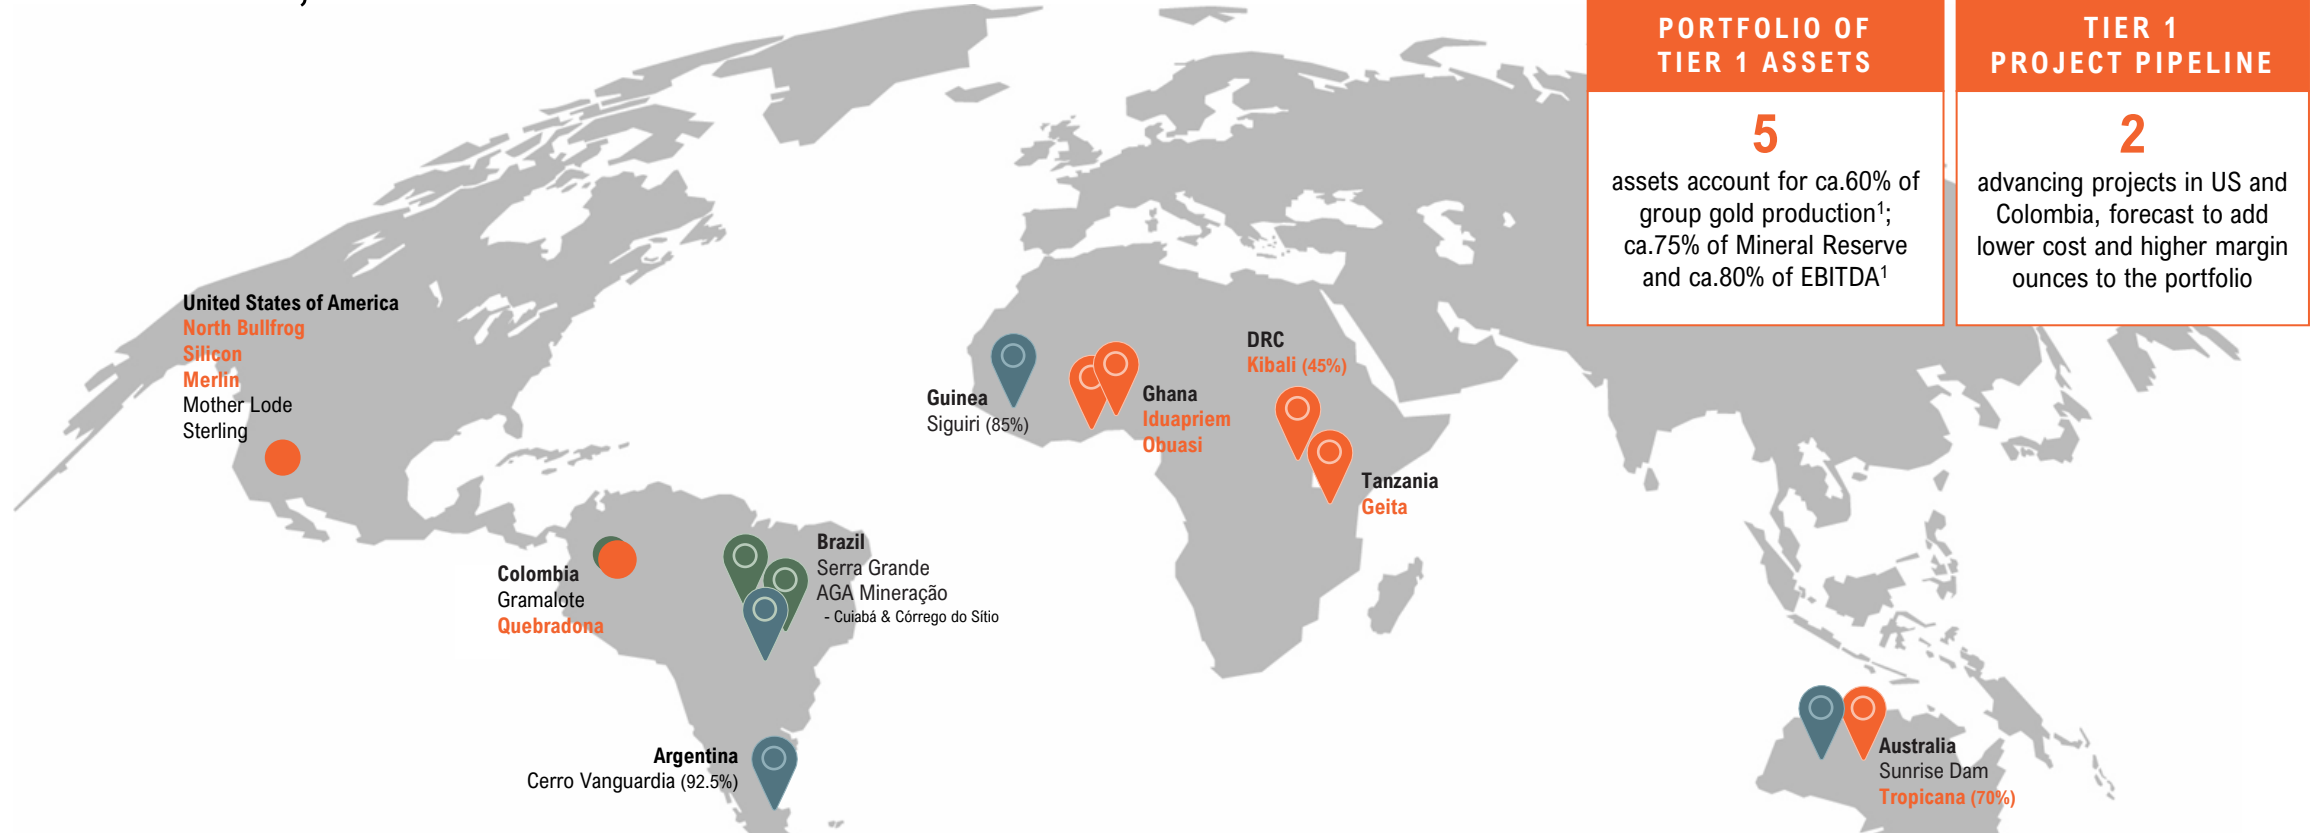 PORTFOLIO OF
TIER 1 ASSETS
5
assets account for ca.60% of
group gold production¹;
ca.75% of Mineral Reserve
and ca.80% of EBITDA¹
TIER 1
PROJECT PIPELINE
2
advancing projects in US and
Colombia, forecast to add
lower cost and higher margin
ounces to the portfolio
United States of America
North Bullfrog
Silicon
Merlin
Mother Lode
Sterling
Colombia
Gramalote
Quebradona
Brazil
Serra Grande
AGA Mineração
- Cuiabá & Córrego do Sítio
Argentina
Cerro Vanguardia (92.5%)
Guinea
Siguiri (85%)
Ghana
Iduapriem
Obuasi
DRC
Kibali (45%)
Tanzania
Geita
Australia
Sunrise Dam
Tropicana (70%)